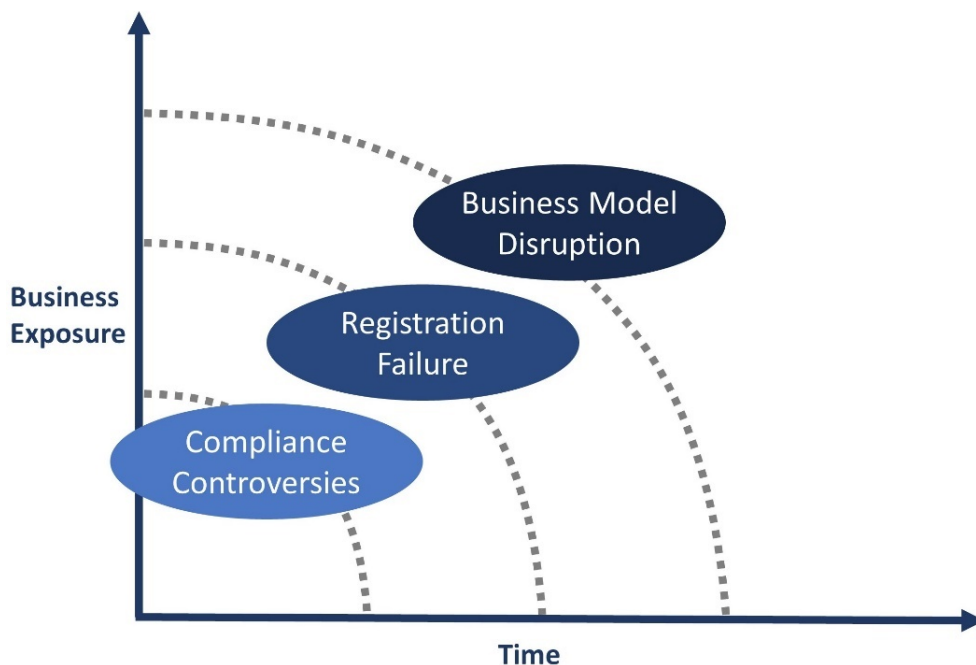 Business Model
Disruption
Business
Exposure
Registration
Failure
Compliance
Controversies
Time